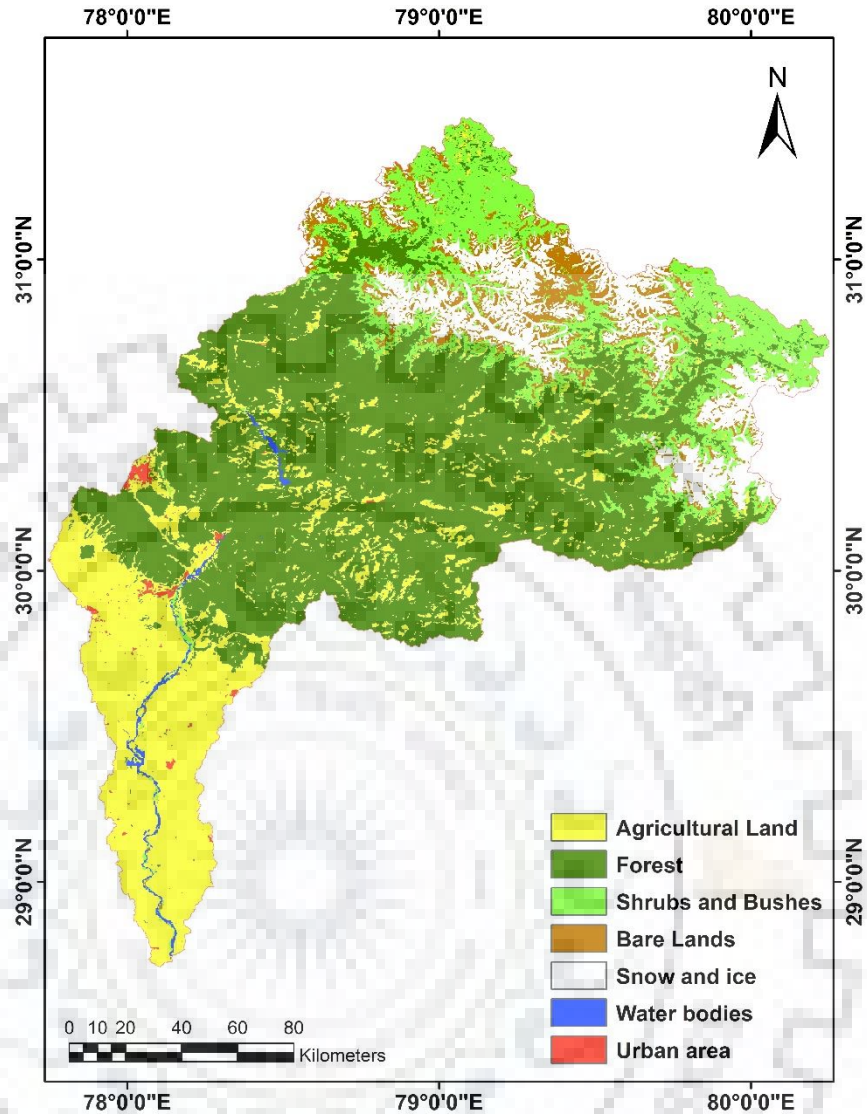 78°0'0"E 79°0'0"E 80°0'0"E
N
31°0'0"N 31°0'0"N
30°0'0"N 30°0'0"N
29°0'0"N 29°0'0"N
Agricultural Land
Forest
Shrubs and Bushes
Bare Lands
Snow and ice
Water bodies
Urban area
0 10 20 40 60 80
Kilometers
78°0'0"E 79°0'0"E 80°0'0"E